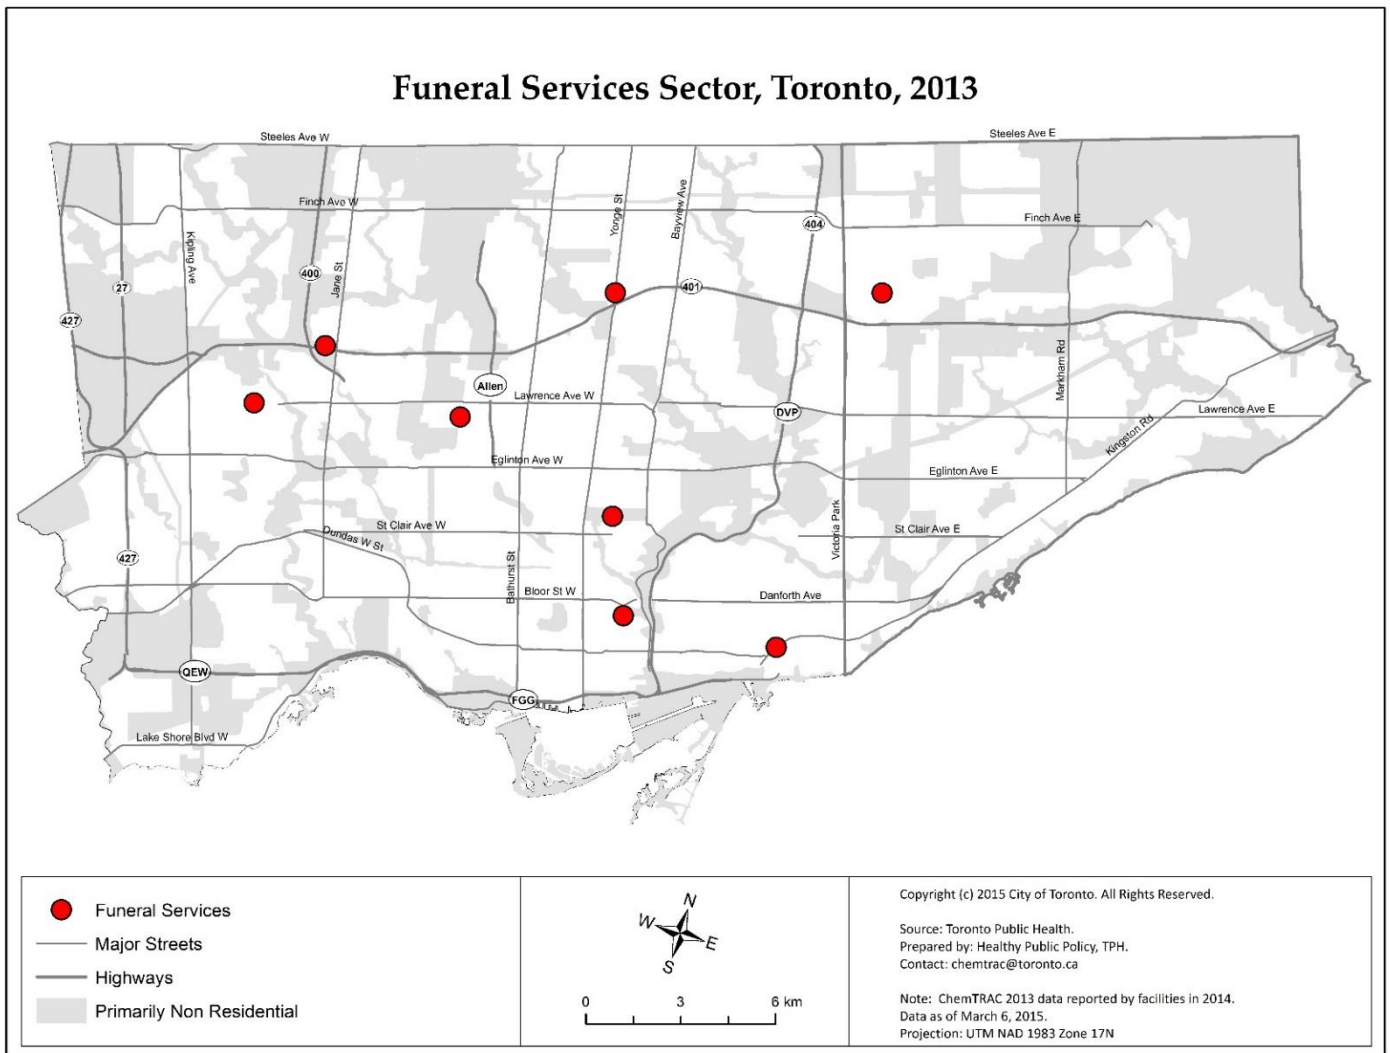 Funeral Services Sector, Toronto, 2013
Steeles Ave W
Steeles Ave E
Finch Ave W
Finch Ave E
Yonge St
Bayview Ave
404
Kipling Ave
400
Jane St
27
401
427
Allen
Lawrence Ave W
DVP
Lawrence Ave E
Markham Rd
Kingston Rd
Eglinton Ave W
Eglinton Ave E
St Clair Ave W
St Clair Ave E
Dundas W St
Victoria Park
427
Bathurst St
Bloor St W
Danforth Ave
QEW
FGG
Lake Shore Blvd W
Funeral Services
Major Streets
Highways
Primarily Non Residential
N
W
E
S
0 3 6 km
Copyright (c) 2015 City of Toronto. All Rights Reserved.
Source: Toronto Public Health.
Prepared by: Healthy Public Policy, TPH.
Contact: chemtrac@toronto.ca
Note: ChemTRAC 2013 data reported by facilities in 2014.
Data as of March 6, 2015.
Projection: UTM NAD 1983 Zone 17N